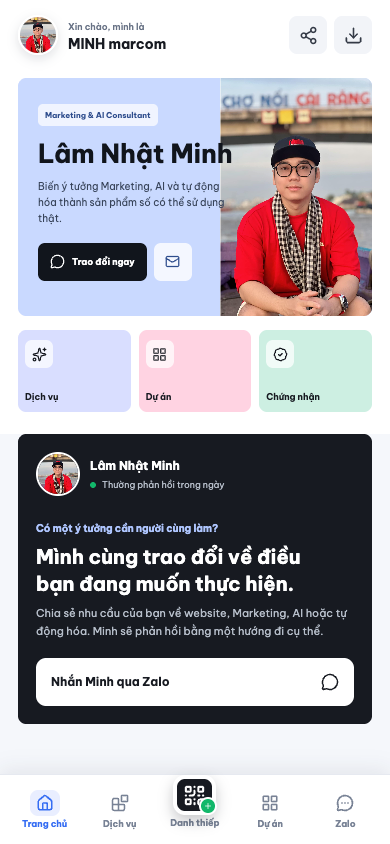 Xin chào, mình là
MINH marcom
Marketing & AI Consultant
Lâm Nhật Minh
Biến ý tưởng Marketing, AI và tự động
hóa thành sản phẩm số có thể sử dụng
thật.
Trao đổi ngay
CHỢ NỔI CÁI RĂNG
Dịch vụ
Dự án
Chứng nhận
Lâm Nhật Minh
Thường phản hồi trong ngày
Có một ý tưởng cần người cùng làm?
Mình cùng trao đổi về điều
bạn đang muốn thực hiện.
Chia sẻ nhu cầu của bạn về website, Marketing, AI hoặc tự
động hóa. Minh sẽ phản hồi bằng một hướng đi cụ thể.
Nhắn Minh qua Zalo
Trang chủ
Dịch vụ
Danh thiếp
Dự án
Zalo